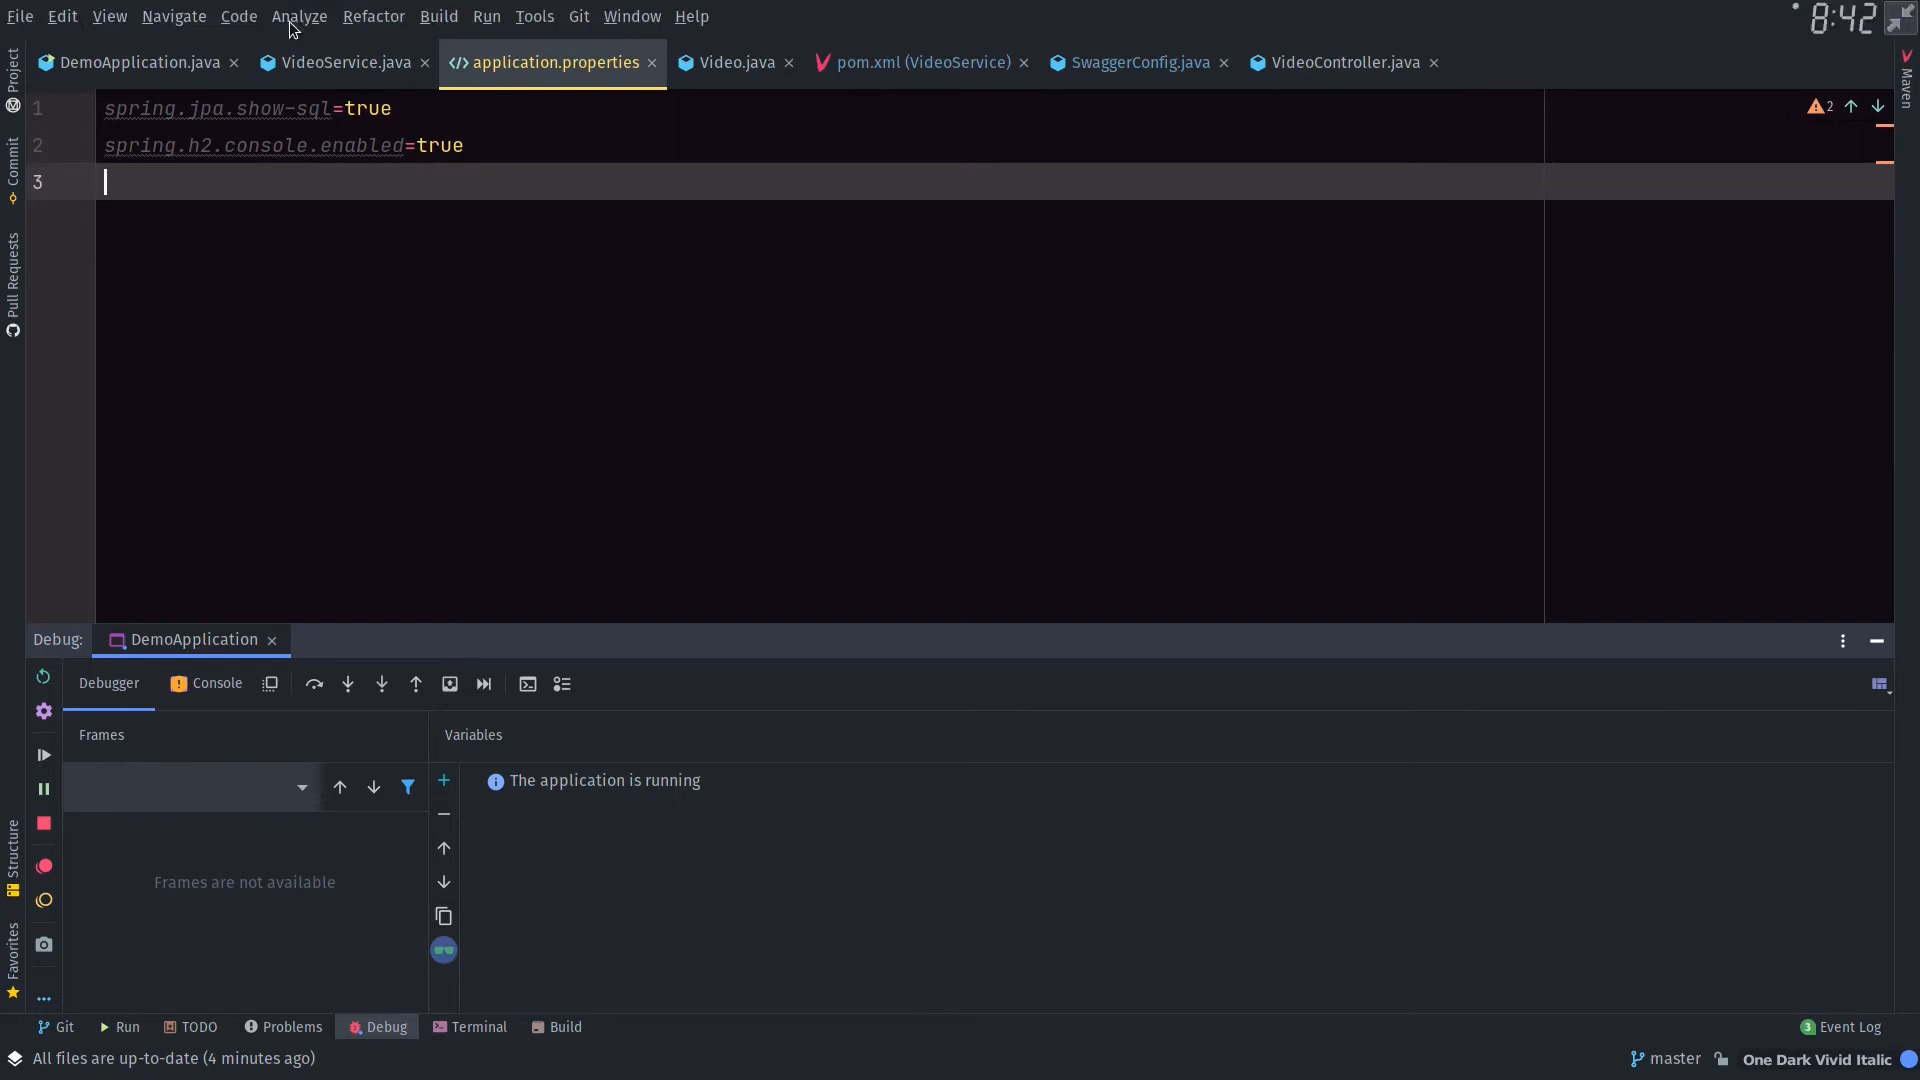 File Edit View Navigate Code Analyze Refactor Build Run Tools Git Window Help
8:42
DemoApplication.java VideoService.java application.properties Video.java pom.xml (VideoService) SwaggerConfig.java VideoController.java
Project
Commit
Pull Requests
Structure
Favorites
Maven
1 spring.jpa.show-sql=true
2
2 spring.h2.console.enabled=true
3
Debug: DemoApplication
Debugger Console
Frames Variables
The application is running
Frames are not available
Git Run TODO Problems Debug Terminal Build 3 Event Log
All files are up-to-date (4 minutes ago) master One Dark Vivid Italic